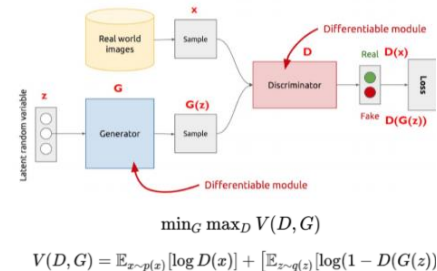 x
Differentiable module
Real world
images
Sample
D
Real
D(x)
Discriminator
Loss
z
G
G(z)
Latent random variable
Generator
Sample
Fake
D(G(z))
Differentiable module
min_G max_D V(D, G)
V(D, G) = 𝔼_{x∼p(x)}[log D(x)] + [𝔼_{z∼q(z)}[log(1 − D(G(z))